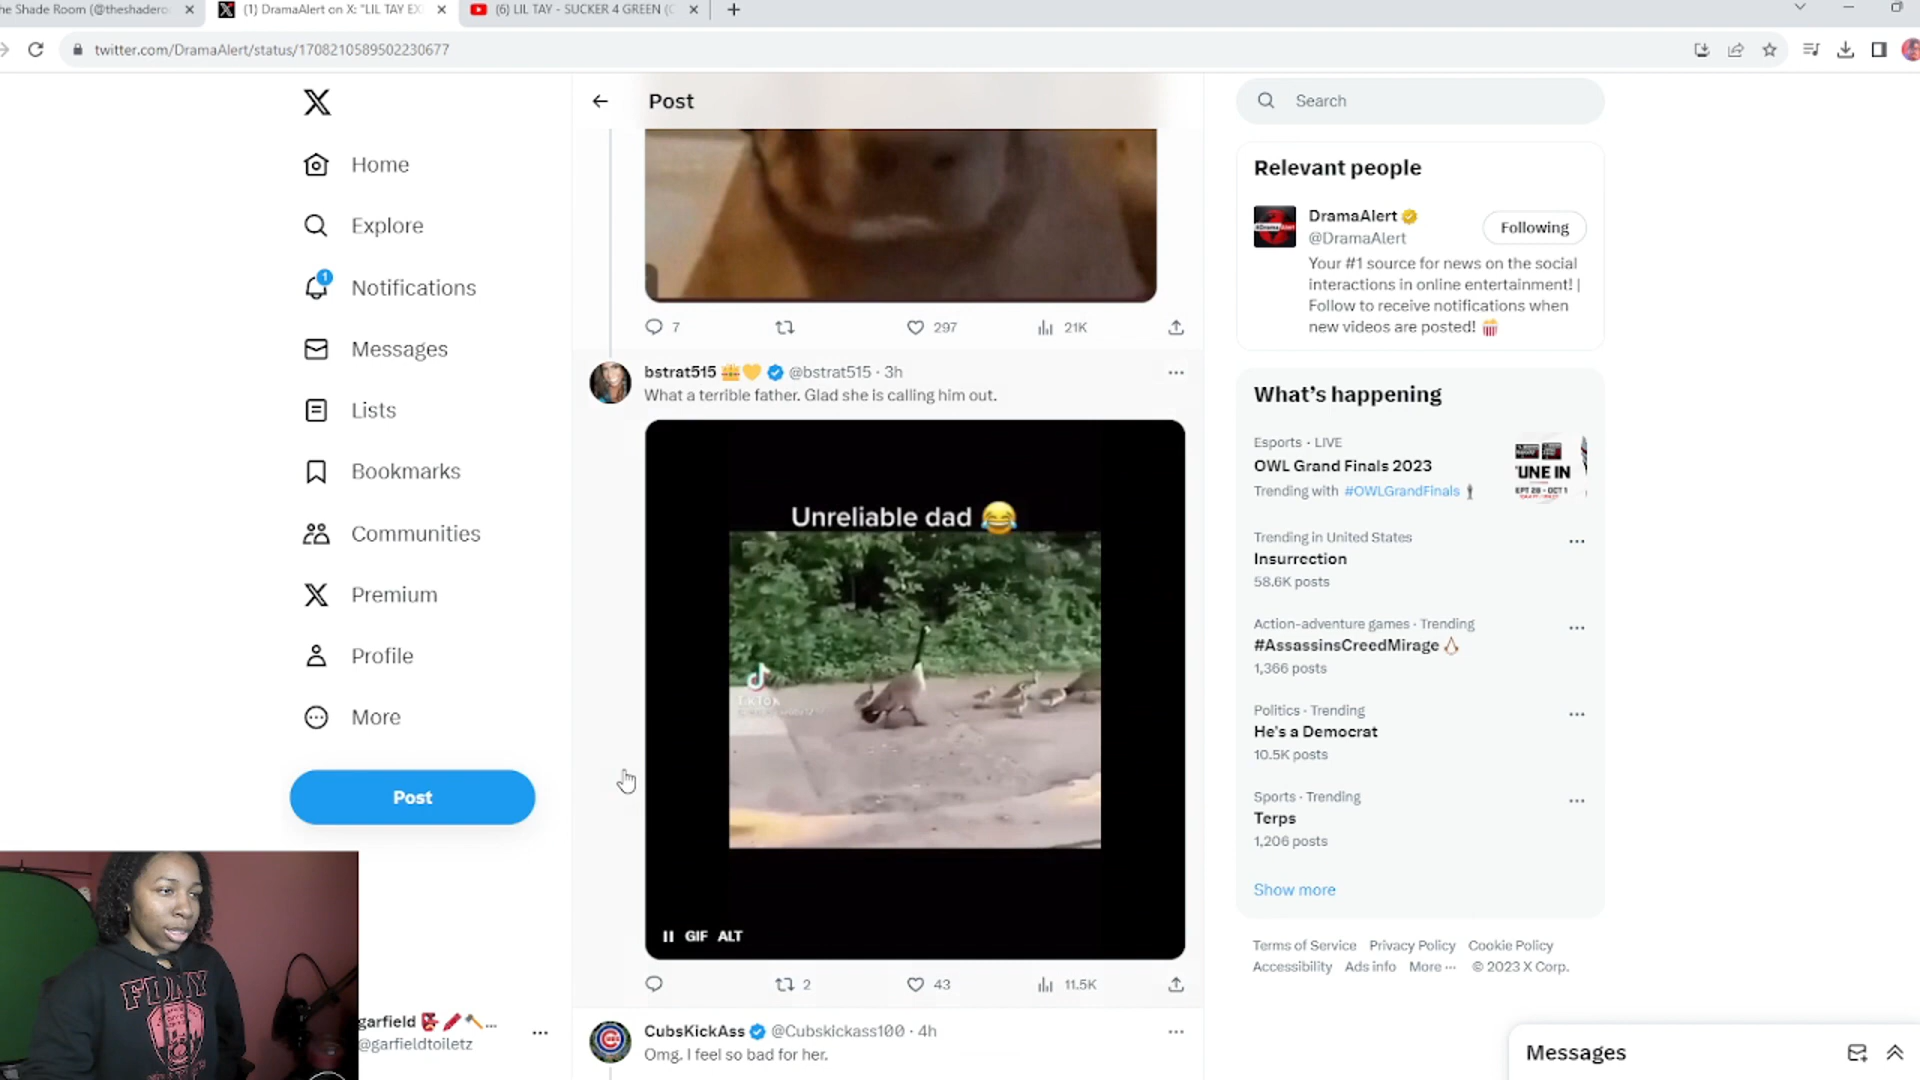 he Shade Room (@theshadero
(1) DramaAlert on X: "LIL TAY EX
(6) LIL TAY - SUCKER 4 GREEN (
twitter.com/DramaAlert/status/1708210589502230677
Post
Search
Home
Explore
1
Notifications
Messages
Lists
Bookmarks
Communities
Premium
Profile
More
Post
garfield
...
@garfieldtoiletz
FDNY
7
297
21K
bstrat515 @bstrat515 · 3h
What a terrible father. Glad she is calling him out.
Unreliable dad 😂
TikTok
GIF ALT
2
43
11.5K
CubsKickAss @Cubskickass100 · 4h
Omg. I feel so bad for her.
Relevant people
DramaAlert
Following
@DramaAlert
Your #1 source for news on the social
interactions in online entertainment! |
Follow to receive notifications when
new videos are posted! 🍿
What's happening
Esports · LIVE
OWL Grand Finals 2023
Trending with #OWLGrandFinals
TUNE IN
SEPT 28 - OCT 1
Trending in United States
Insurrection
58.6K posts
Action-adventure games · Trending
#AssassinsCreedMirage
1,366 posts
Politics · Trending
He's a Democrat
10.5K posts
Sports · Trending
Terps
1,206 posts
Show more
Terms of Service Privacy Policy Cookie Policy
Accessibility Ads info More ··· © 2023 X Corp.
Messages